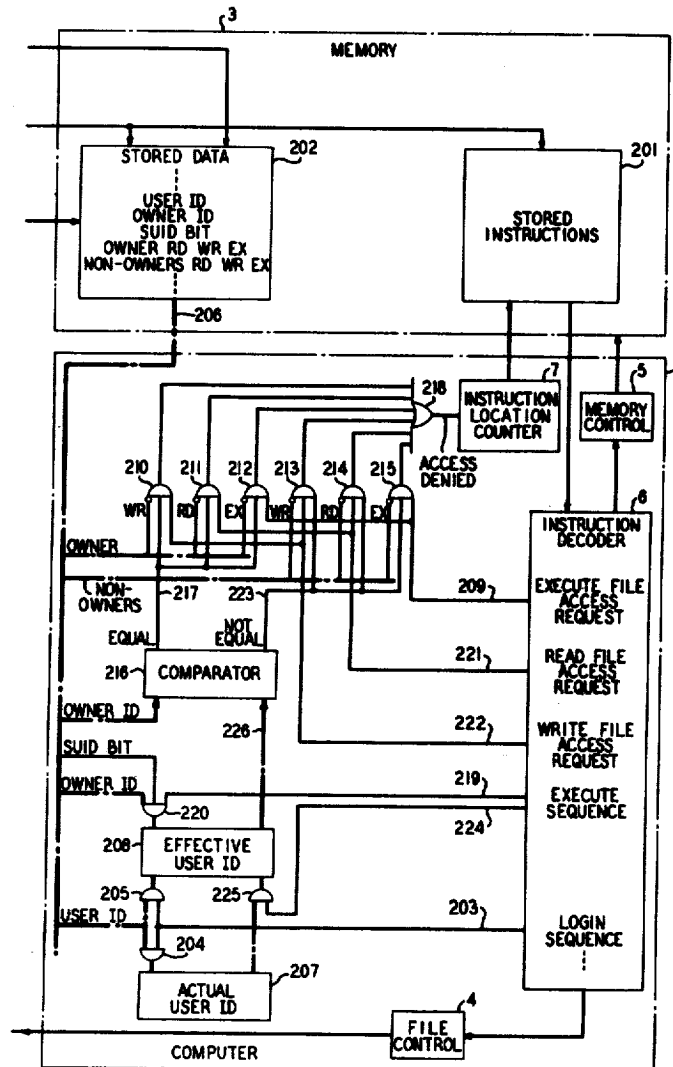 3
MEMORY
STORED DATA
202
USER ID
OWNER ID
SUID BIT
OWNER RD WR EX
NON-OWNERS RD WR EX
206
201
STORED
INSTRUCTIONS
218
7
INSTRUCTION
LOCATION
COUNTER
5
MEMORY
CONTROL
ACCESS
DENIED
210
211
212
213
214
215
WR
RD
EX
WR
RD
EX
OWNER
NON-
OWNERS
217
223
EQUAL
NOT
EQUAL
6
INSTRUCTION
DECODER
209
EXECUTE FILE
ACCESS
REQUEST
216
COMPARATOR
221
READ FILE
ACCESS
REQUEST
OWNER ID
226
222
WRITE FILE
ACCESS
REQUEST
SUID BIT
OWNER ID
220
219
EXECUTE
SEQUENCE
224
208
EFFECTIVE
USER ID
205
225
USER ID
204
203
LOGIN
SEQUENCE
207
ACTUAL
USER ID
4
FILE
CONTROL
COMPUTER